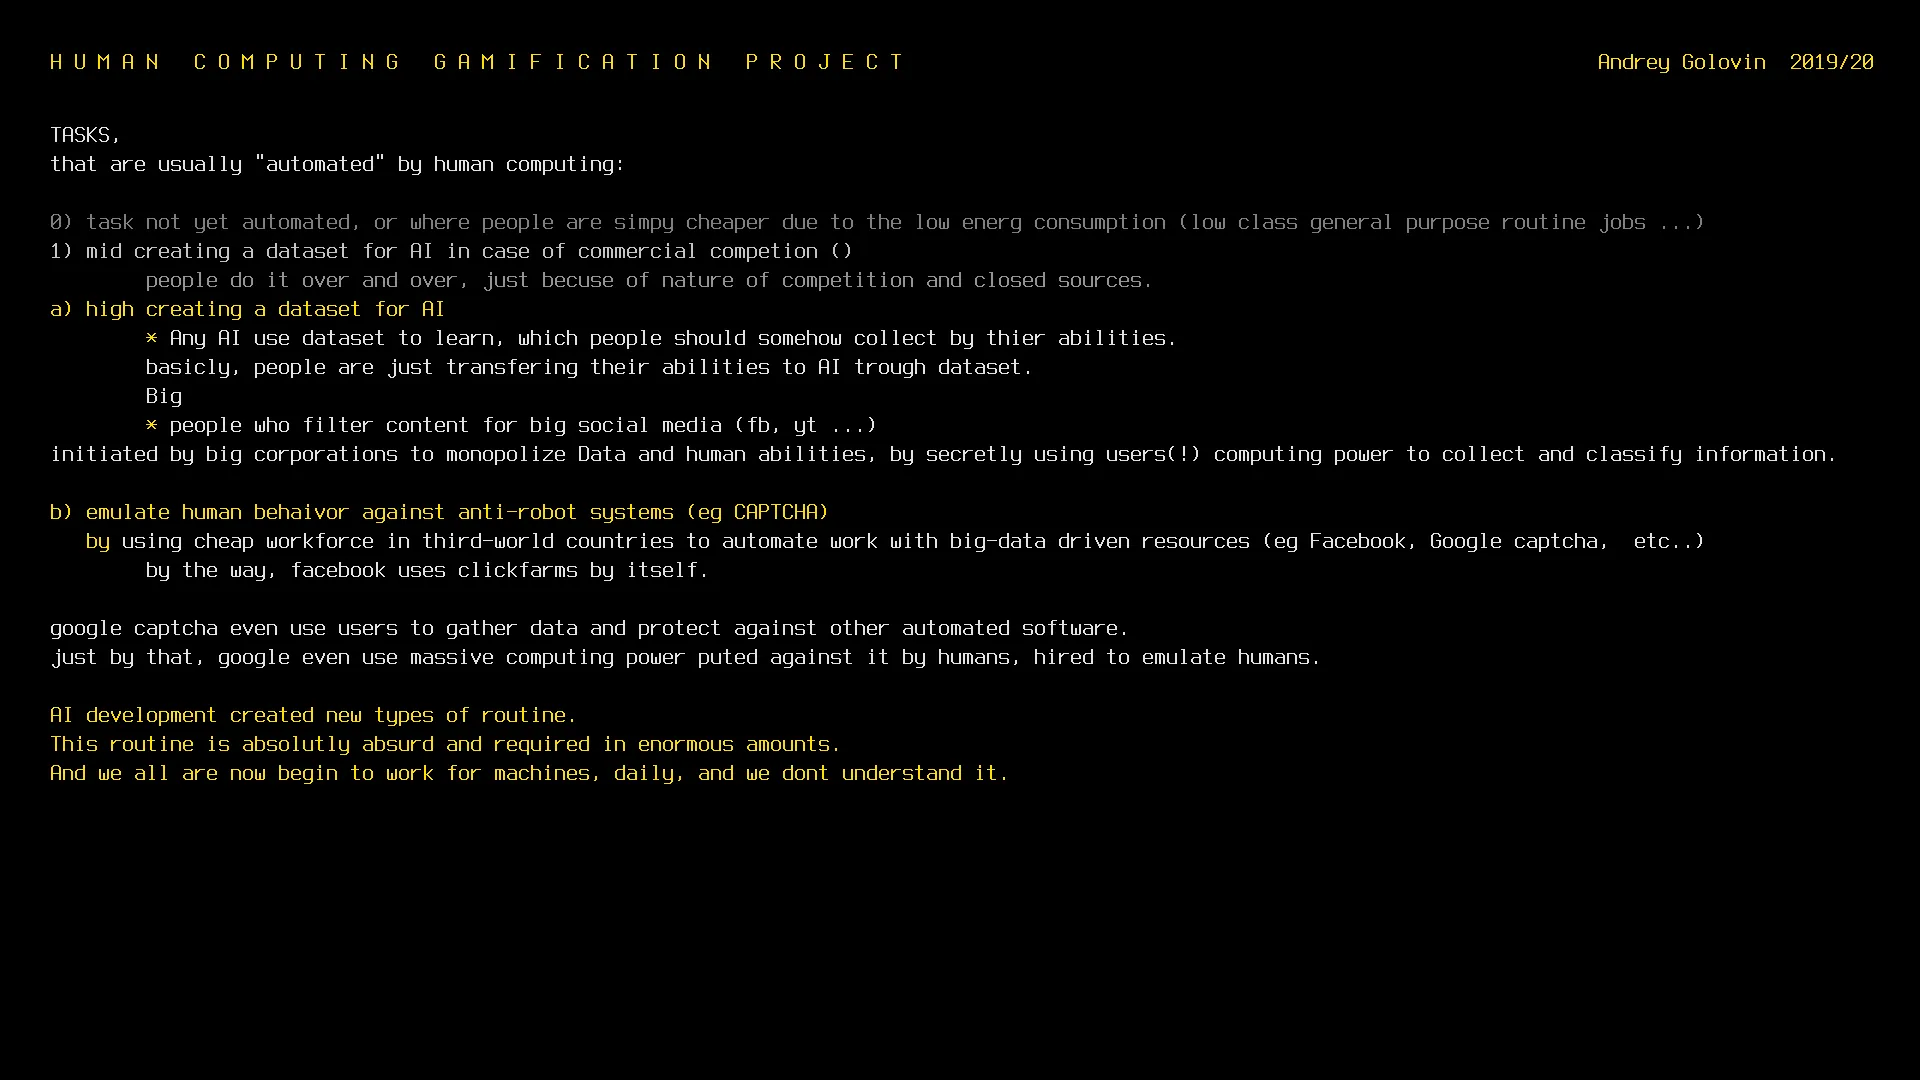 HUMAN COMPUTING GAMIFICATION PROJECT
Andrey Golovin 2019/20
TASKS,
that are usually "automated" by human computing:
0) task not yet automated, or where people are simpy cheaper due to the low energ consumption (low class general purpose routine jobs ...)
1) mid creating a dataset for AI in case of commercial competion ()
people do it over and over, just becuse of nature of competition and closed sources.
a) high creating a dataset for AI
* Any AI use dataset to learn, which people should somehow collect by thier abilities.
basicly, people are just transfering their abilities to AI trough dataset.
Big
* people who filter content for big social media (fb, yt ...)
initiated by big corporations to monopolize Data and human abilities, by secretly using users(!) computing power to collect and classify information.
b) emulate human behaivor against anti-robot systems (eg CAPTCHA)
by using cheap workforce in third-world countries to automate work with big-data driven resources (eg Facebook, Google captcha,  etc..)
by the way, facebook uses clickfarms by itself.
google captcha even use users to gather data and protect against other automated software.
just by that, google even use massive computing power puted against it by humans, hired to emulate humans.
AI development created new types of routine.
This routine is absolutly absurd and required in enormous amounts.
And we all are now begin to work for machines, daily, and we dont understand it.